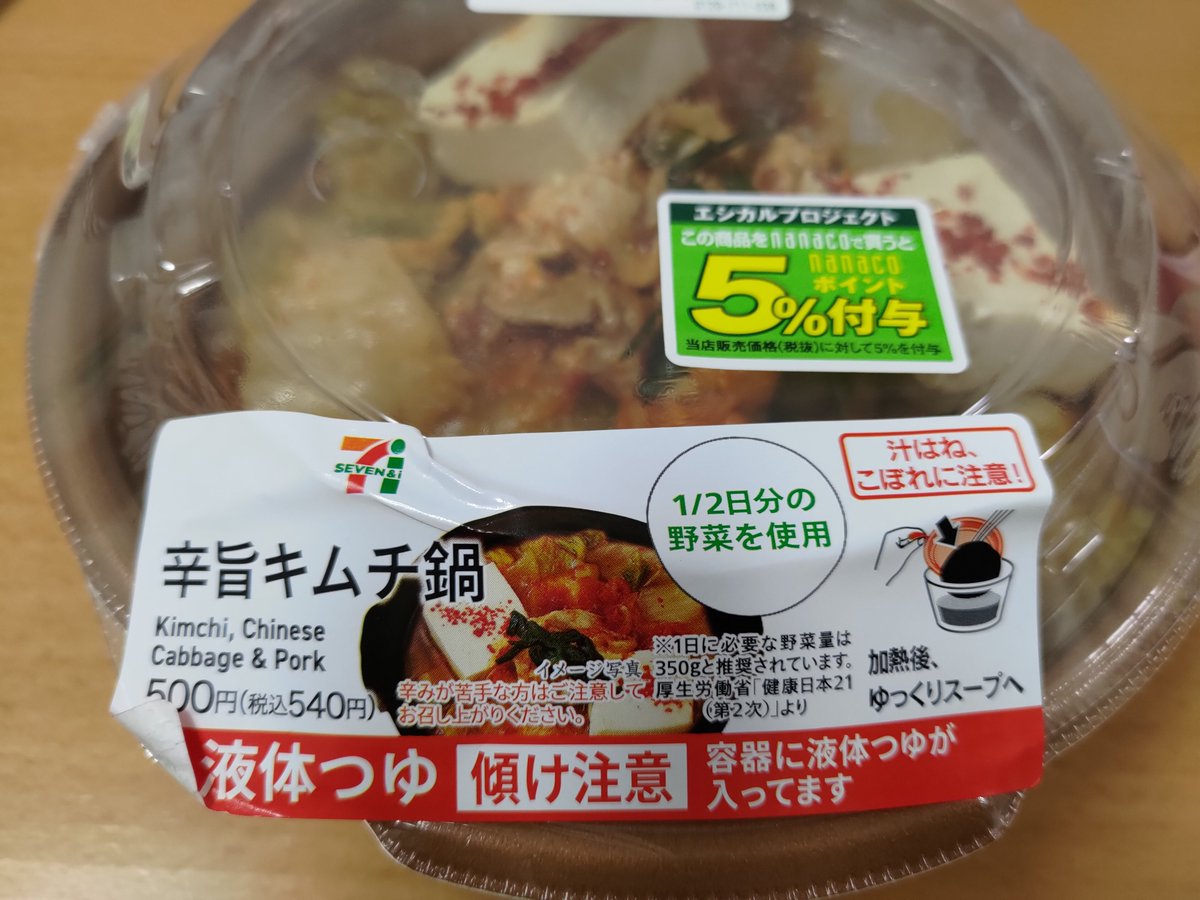 エシカルプロジェクト
この商品をnanacoで買うと
nanaco
ポイント
5%付与
当店販売価格(税抜)に対して5%を付与
SEVEN&i
辛旨キムチ鍋
Kimchi, Chinese
Cabbage & Pork
500円(税込540円)
イメージ写真
辛みが苦手な方はご注意して
お召し上がりください。
1/2日分の
野菜を使用
※1日に必要な野菜量は
350gと推奨されています。
厚生労働省「健康日本21
(第2次)」より
汁はね、
こぼれに注意!
加熱後、
ゆっくりスープへ
液体つゆ
傾け注意
容器に液体つゆが
入ってます